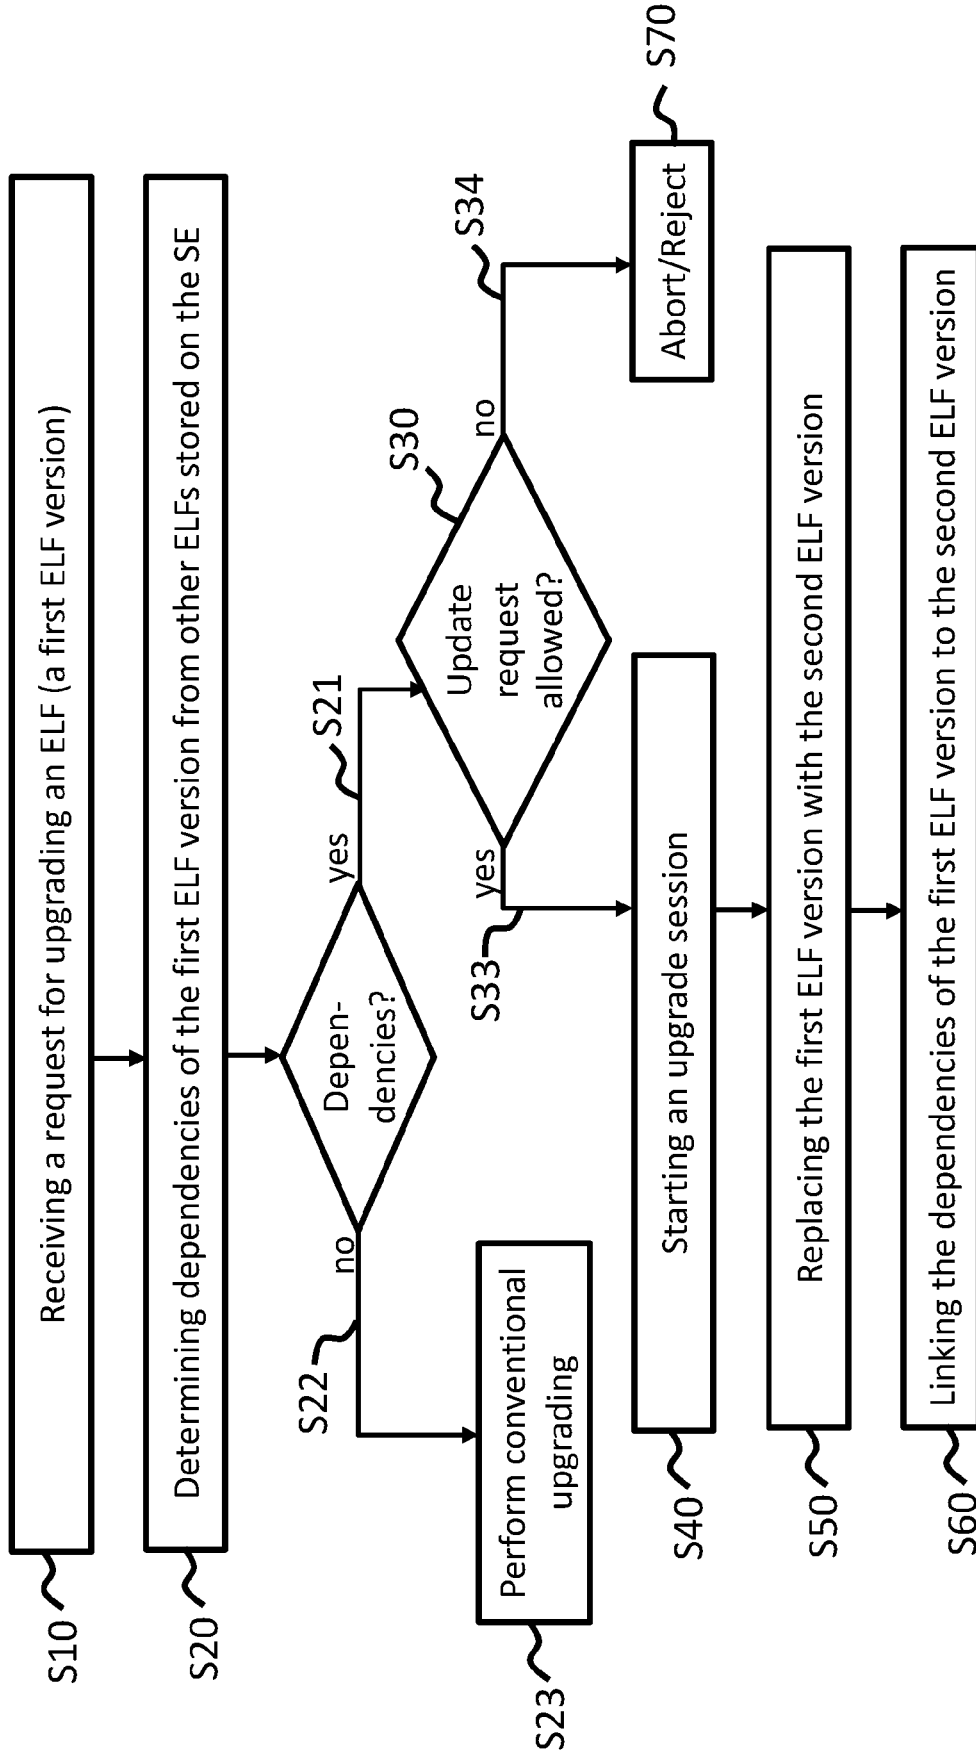 S10
Receiving a request for upgrading an ELF (a first ELF version)
S20
Determining dependencies of the first ELF version from other ELFs stored on the SE
Depen-
dencies?
no
yes
S22
S21
S23
Perform conventional
upgrading
S30
Update
request
allowed?
yes
no
S33
S34
S40
Starting an upgrade session
Abort/Reject
S70
S50
Replacing the first ELF version with the second ELF version
S60
Linking the dependencies of the first ELF version to the second ELF version